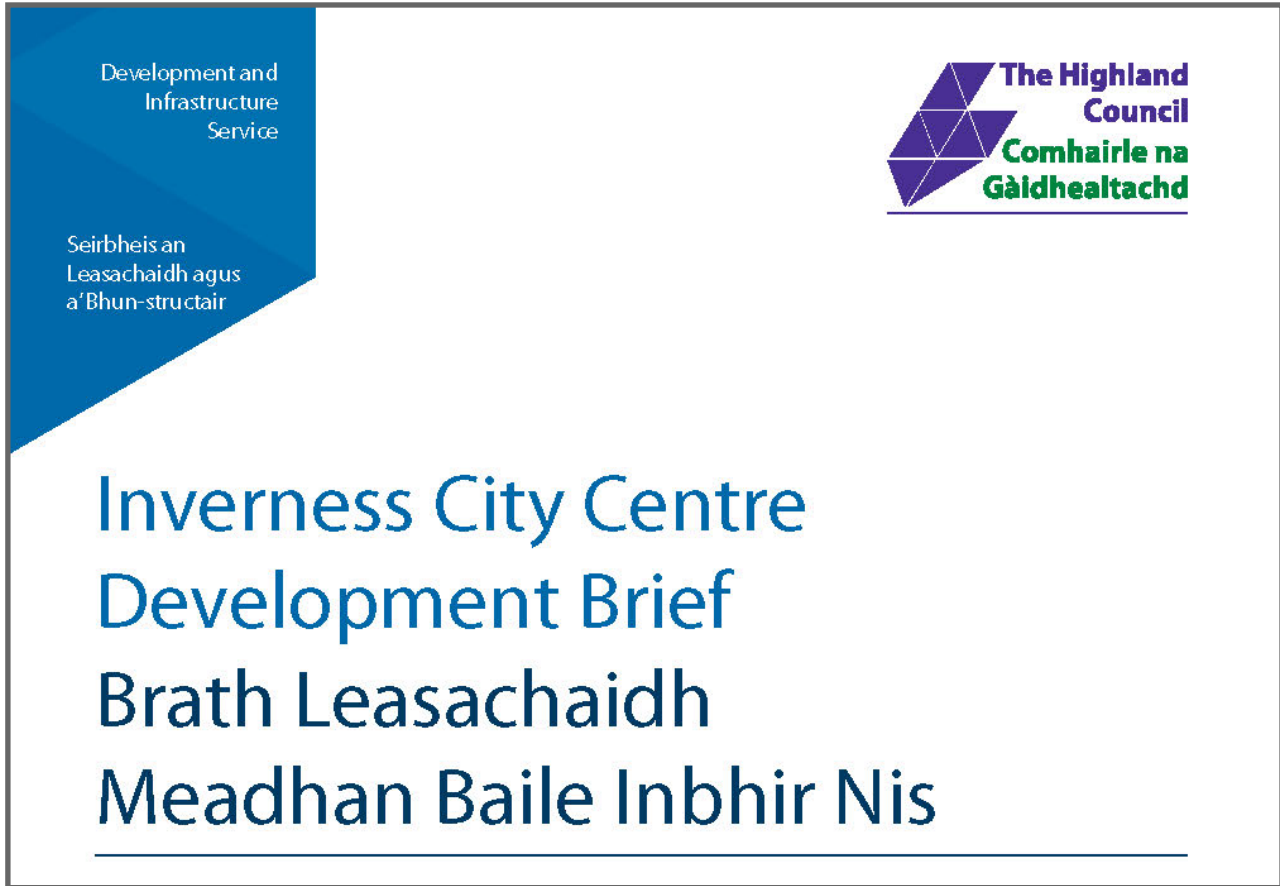 Development and
Infrastructure
Service
Seirbheis an
Leasachaidh agus
a'Bhun-structair
The Highland
Council
Comhairle na
Gàidhealtachd
Inverness City Centre
Development Brief
Brath Leasachaidh
Meadhan Baile Inbhir Nis